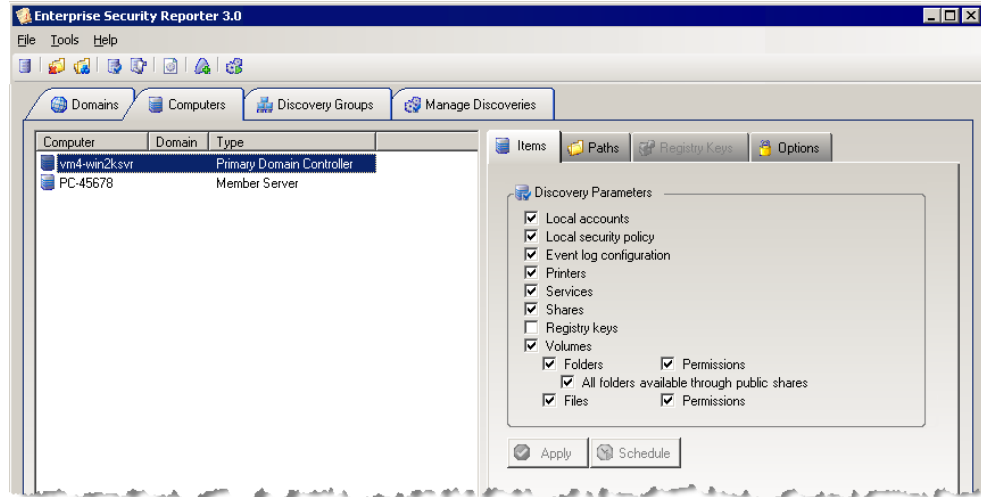 Enterprise Security Reporter 3.0
File Tools Help
Domains Computers Discovery Groups Manage Discoveries
Computer Domain Type
vm4-win2ksvr Primary Domain Controller
PC-45678 Member Server
Items Paths Registry Keys Options
Discovery Parameters
Local accounts
Local security policy
Event log configuration
Printers
Services
Shares
Registry keys
Volumes
Folders Permissions
All folders available through public shares
Files Permissions
Apply Schedule